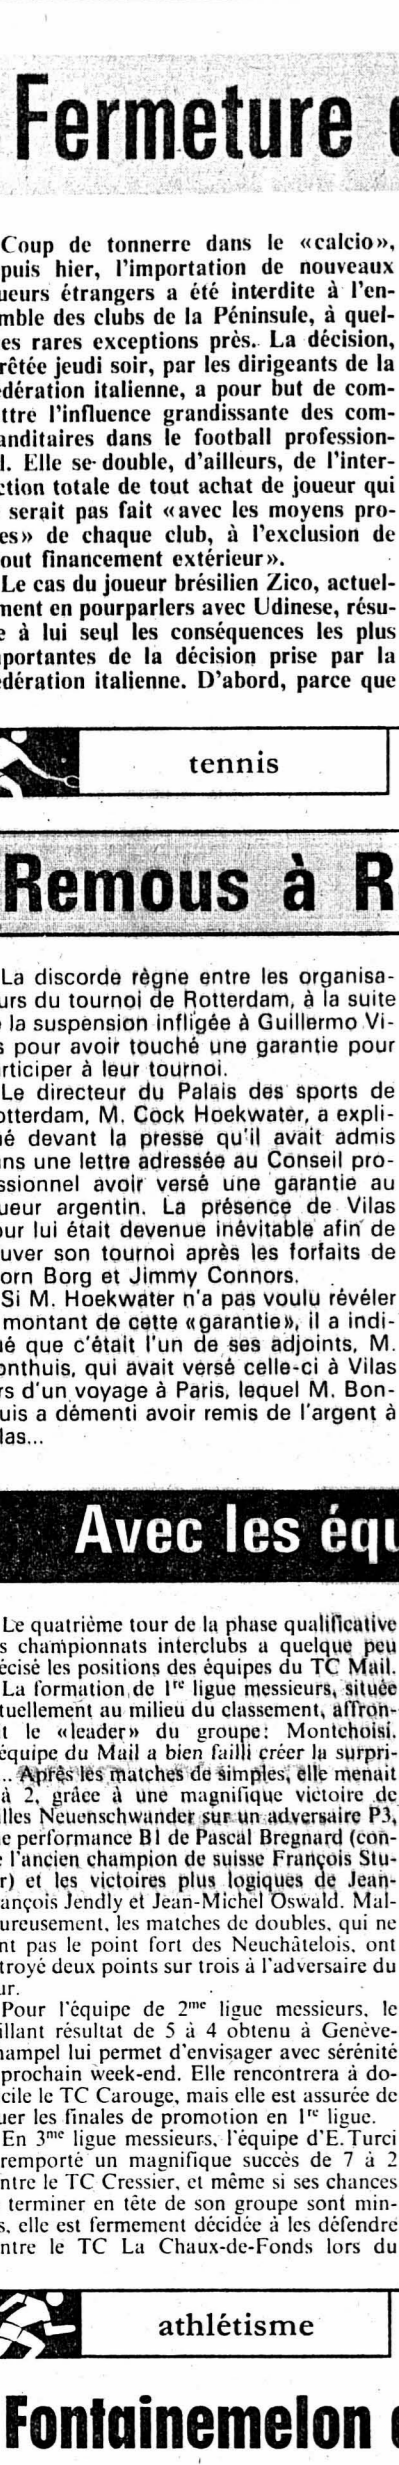 Fermeture
Coup de tonnerre dans le «calcio»,
puis hier, l'importation de nouveaux
ueurs étrangers a été interdite à l'en-
mble des clubs de la Péninsule, à quel-
es rares exceptions près. La décision,
rêtée jeudi soir, par les dirigeants de la
dération italienne, a pour but de com-
ttre l'influence grandissante des com-
anditaires dans le football profession-
l. Elle se double, d'ailleurs, de l'inter-
ction totale de tout achat de joueur qui
serait pas fait «avec les moyens pro-
es» de chaque club, à l'exclusion de
out financement extérieur».
Le cas du joueur brésilien Zico, actuel-
ment en pourparlers avec Udinese, résu-
e à lui seul les conséquences les plus
portantes de la décision prise par la
dération italienne. D'abord, parce que
tennis
Remous à R
La discorde règne entre les organisa-
urs du tournoi de Rotterdam, à la suite
e la suspension infligée à Guillermo Vi-
s pour avoir touché une garantie pour
rticiper à leur tournoi.
Le directeur du Palais des sports de
otterdam, M. Cock Hoekwater, a expli-
ué devant la presse qu'il avait admis
ans une lettre adressée au Conseil pro-
ssionnel avoir versé une garantie au
ueur argentin. La présence de Vilas
our lui était devenue inévitable afin de
uver son tournoi après les forfaits de
orn Borg et Jimmy Connors.
Si M. Hoekwater n'a pas voulu révéler
montant de cette «garantie», il a indi-
ué que c'était l'un de ses adjoints, M.
onthuis, qui avait versé celle-ci à Vilas
rs d'un voyage à Paris, lequel M. Bon-
uis a démenti avoir remis de l'argent à
las...
Avec les équ
Le quatrième tour de la phase qualificative
s championnats interclubs a quelque peu
écisé les positions des équipes du TC Mail.
La formation de 1re ligue messieurs, située
tuellement au milieu du classement, affron-
it le «leader» du groupe: Montchoisi.
équipe du Mail a bien failli créer la surpri-
... Après les matches de simples, elle menait
à 2, grâce à une magnifique victoire de
lles Neuenschwander sur un adversaire P3,
e performance B1 de Pascal Bregnard (con-
e l'ancien champion de suisse François Stu-
r) et les victoires plus logiques de Jean-
ançois Jendly et Jean-Michel Oswald. Mal-
ureusement, les matches de doubles, qui ne
nt pas le point fort des Neuchâtelois, ont
troyé deux points sur trois à l'adversaire du
ur.
Pour l'équipe de 2me ligue messieurs, le
illant résultat de 5 à 4 obtenu à Genève-
hampel lui permet d'envisager avec sérénité
prochain week-end. Elle rencontrera à do-
cile le TC Carouge, mais elle est assurée de
uer les finales de promotion en 1re ligue.
En 3me ligue messieurs, l'équipe d'E. Turci
remporté un magnifique succès de 7 à 2
ntre le TC Cressier, et même si ses chances
terminer en tête de son groupe sont min-
s, elle est fermement décidée à les défendre
ntre le TC La Chaux-de-Fonds lors du
athlétisme
Fontainemelon